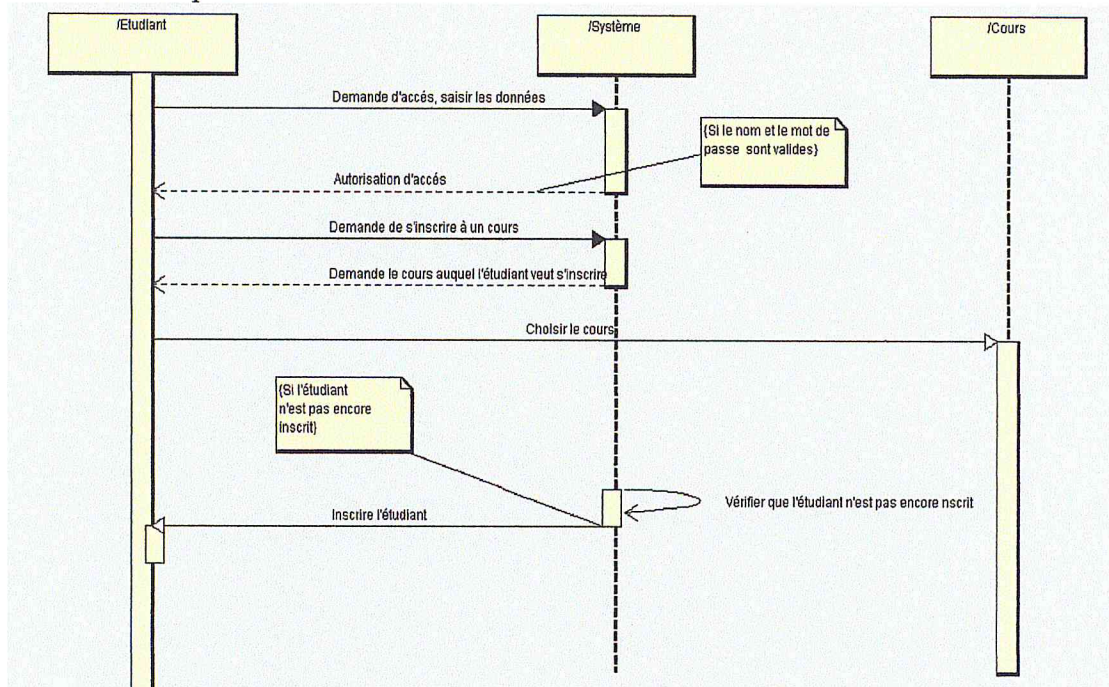 /Etudiant
/Système
/Cours
Demande d'accés, saisir les données
{Si le nom et le mot de
passe sont valides}
Autorisation d'accés
Demande de s'inscrire à un cours
Demande le cours auquel l'étudiant veut s'inscrire
Choisir le cours
{Si l'étudiant
n'est pas encore
inscrit}
Vérifier que l'étudiant n'est pas encore nscrit
Inscrire l'étudiant